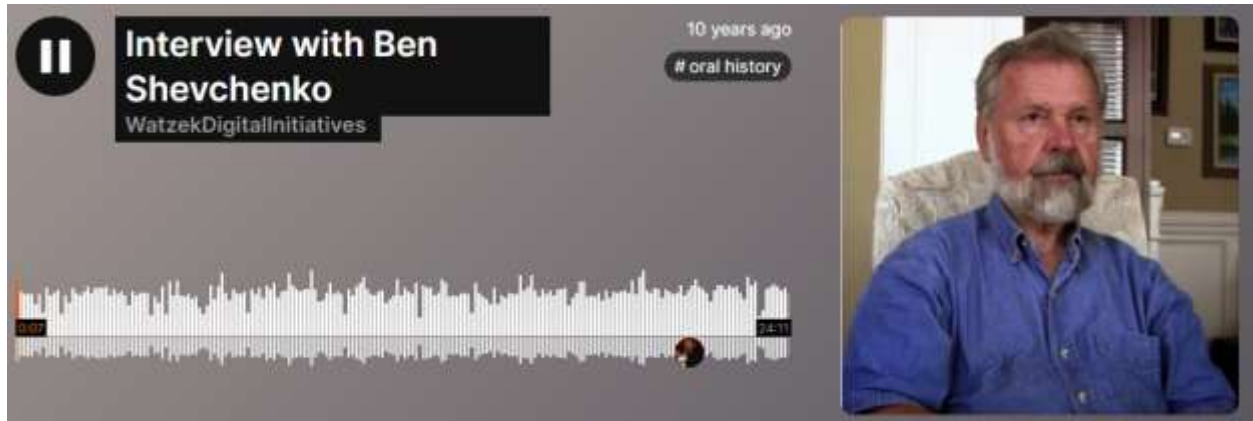 Interview with Ben
Shevchenko
WatzekDigitalInitiatives
10 years ago
# oral history
0:07
24:11